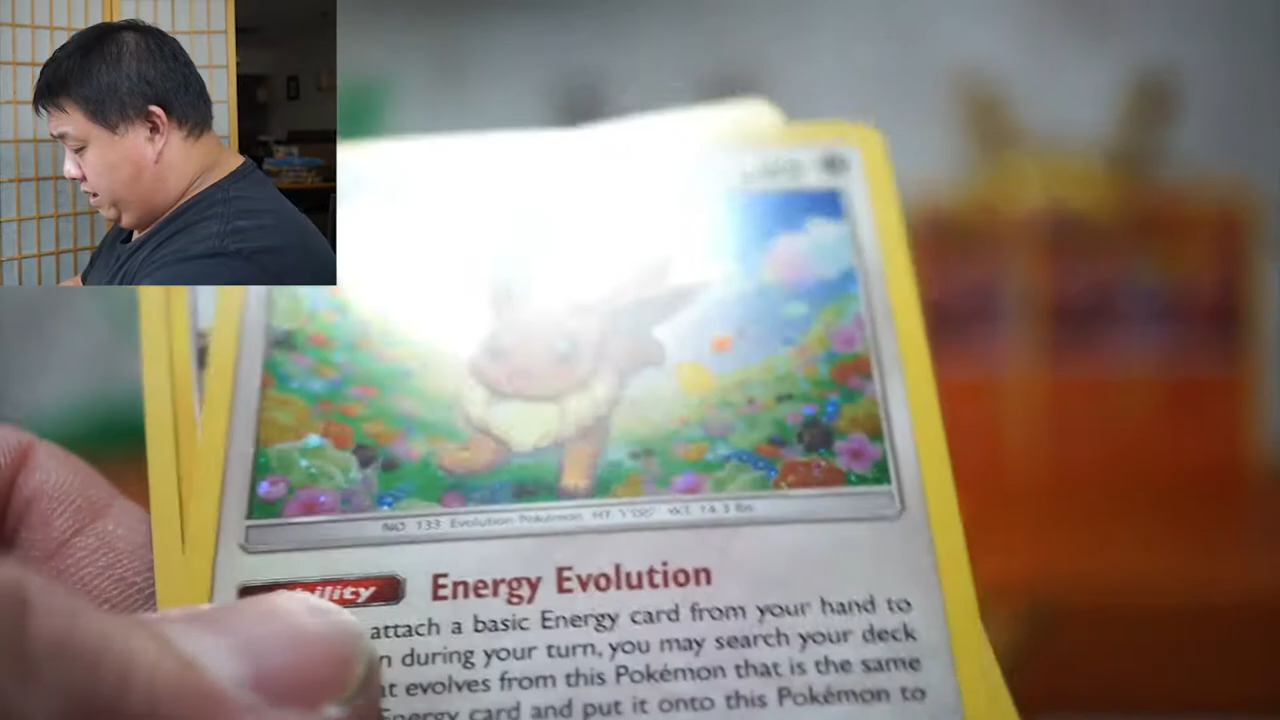 NO. 133 Evolution Pokémon HT: 1'00" WT: 14.3 lbs
Energy Evolution
attach a basic Energy card from your hand to
during your turn, you may search your deck
evolves from this Pokémon that is the same
Energy card and put it onto this Pokémon to